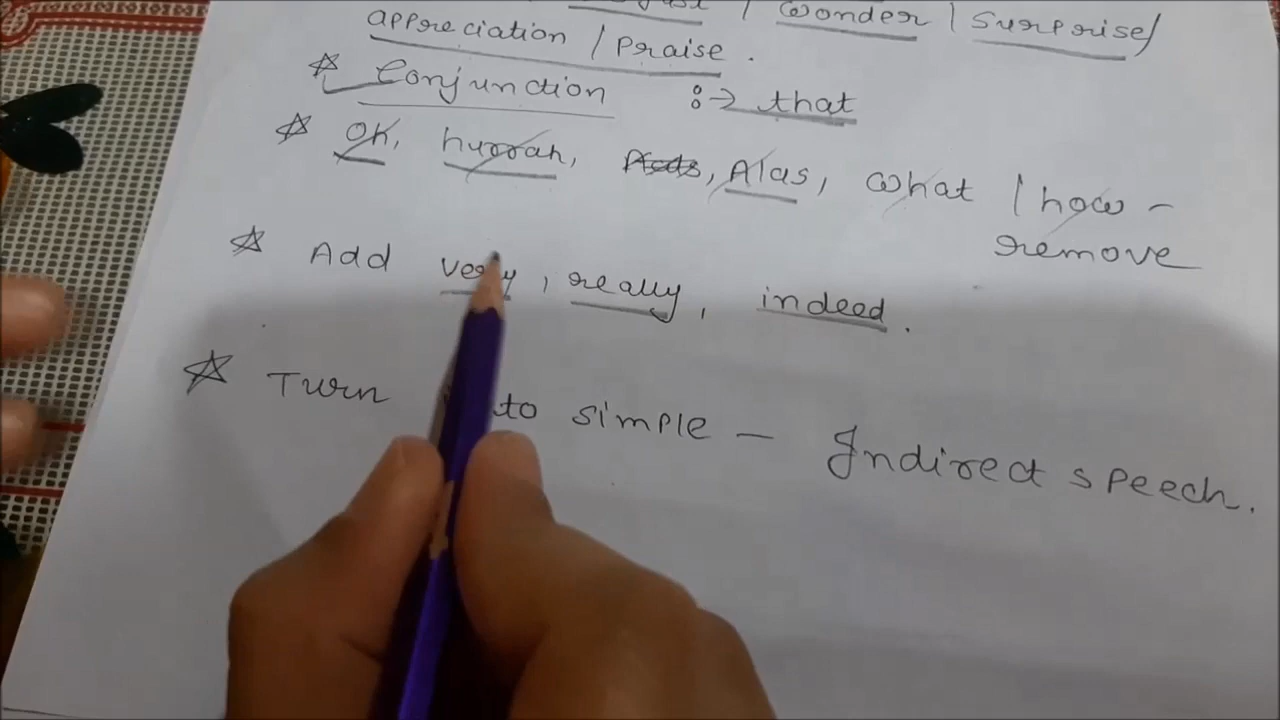 / wonder / surprise/
appreciation / praise.
☆ Conjunction :→ that
☆ Oh, hurrah, , Alas, what / how -
remove
☆ Add very, really, indeed.
☆ Turn to simple - Indirect speech.